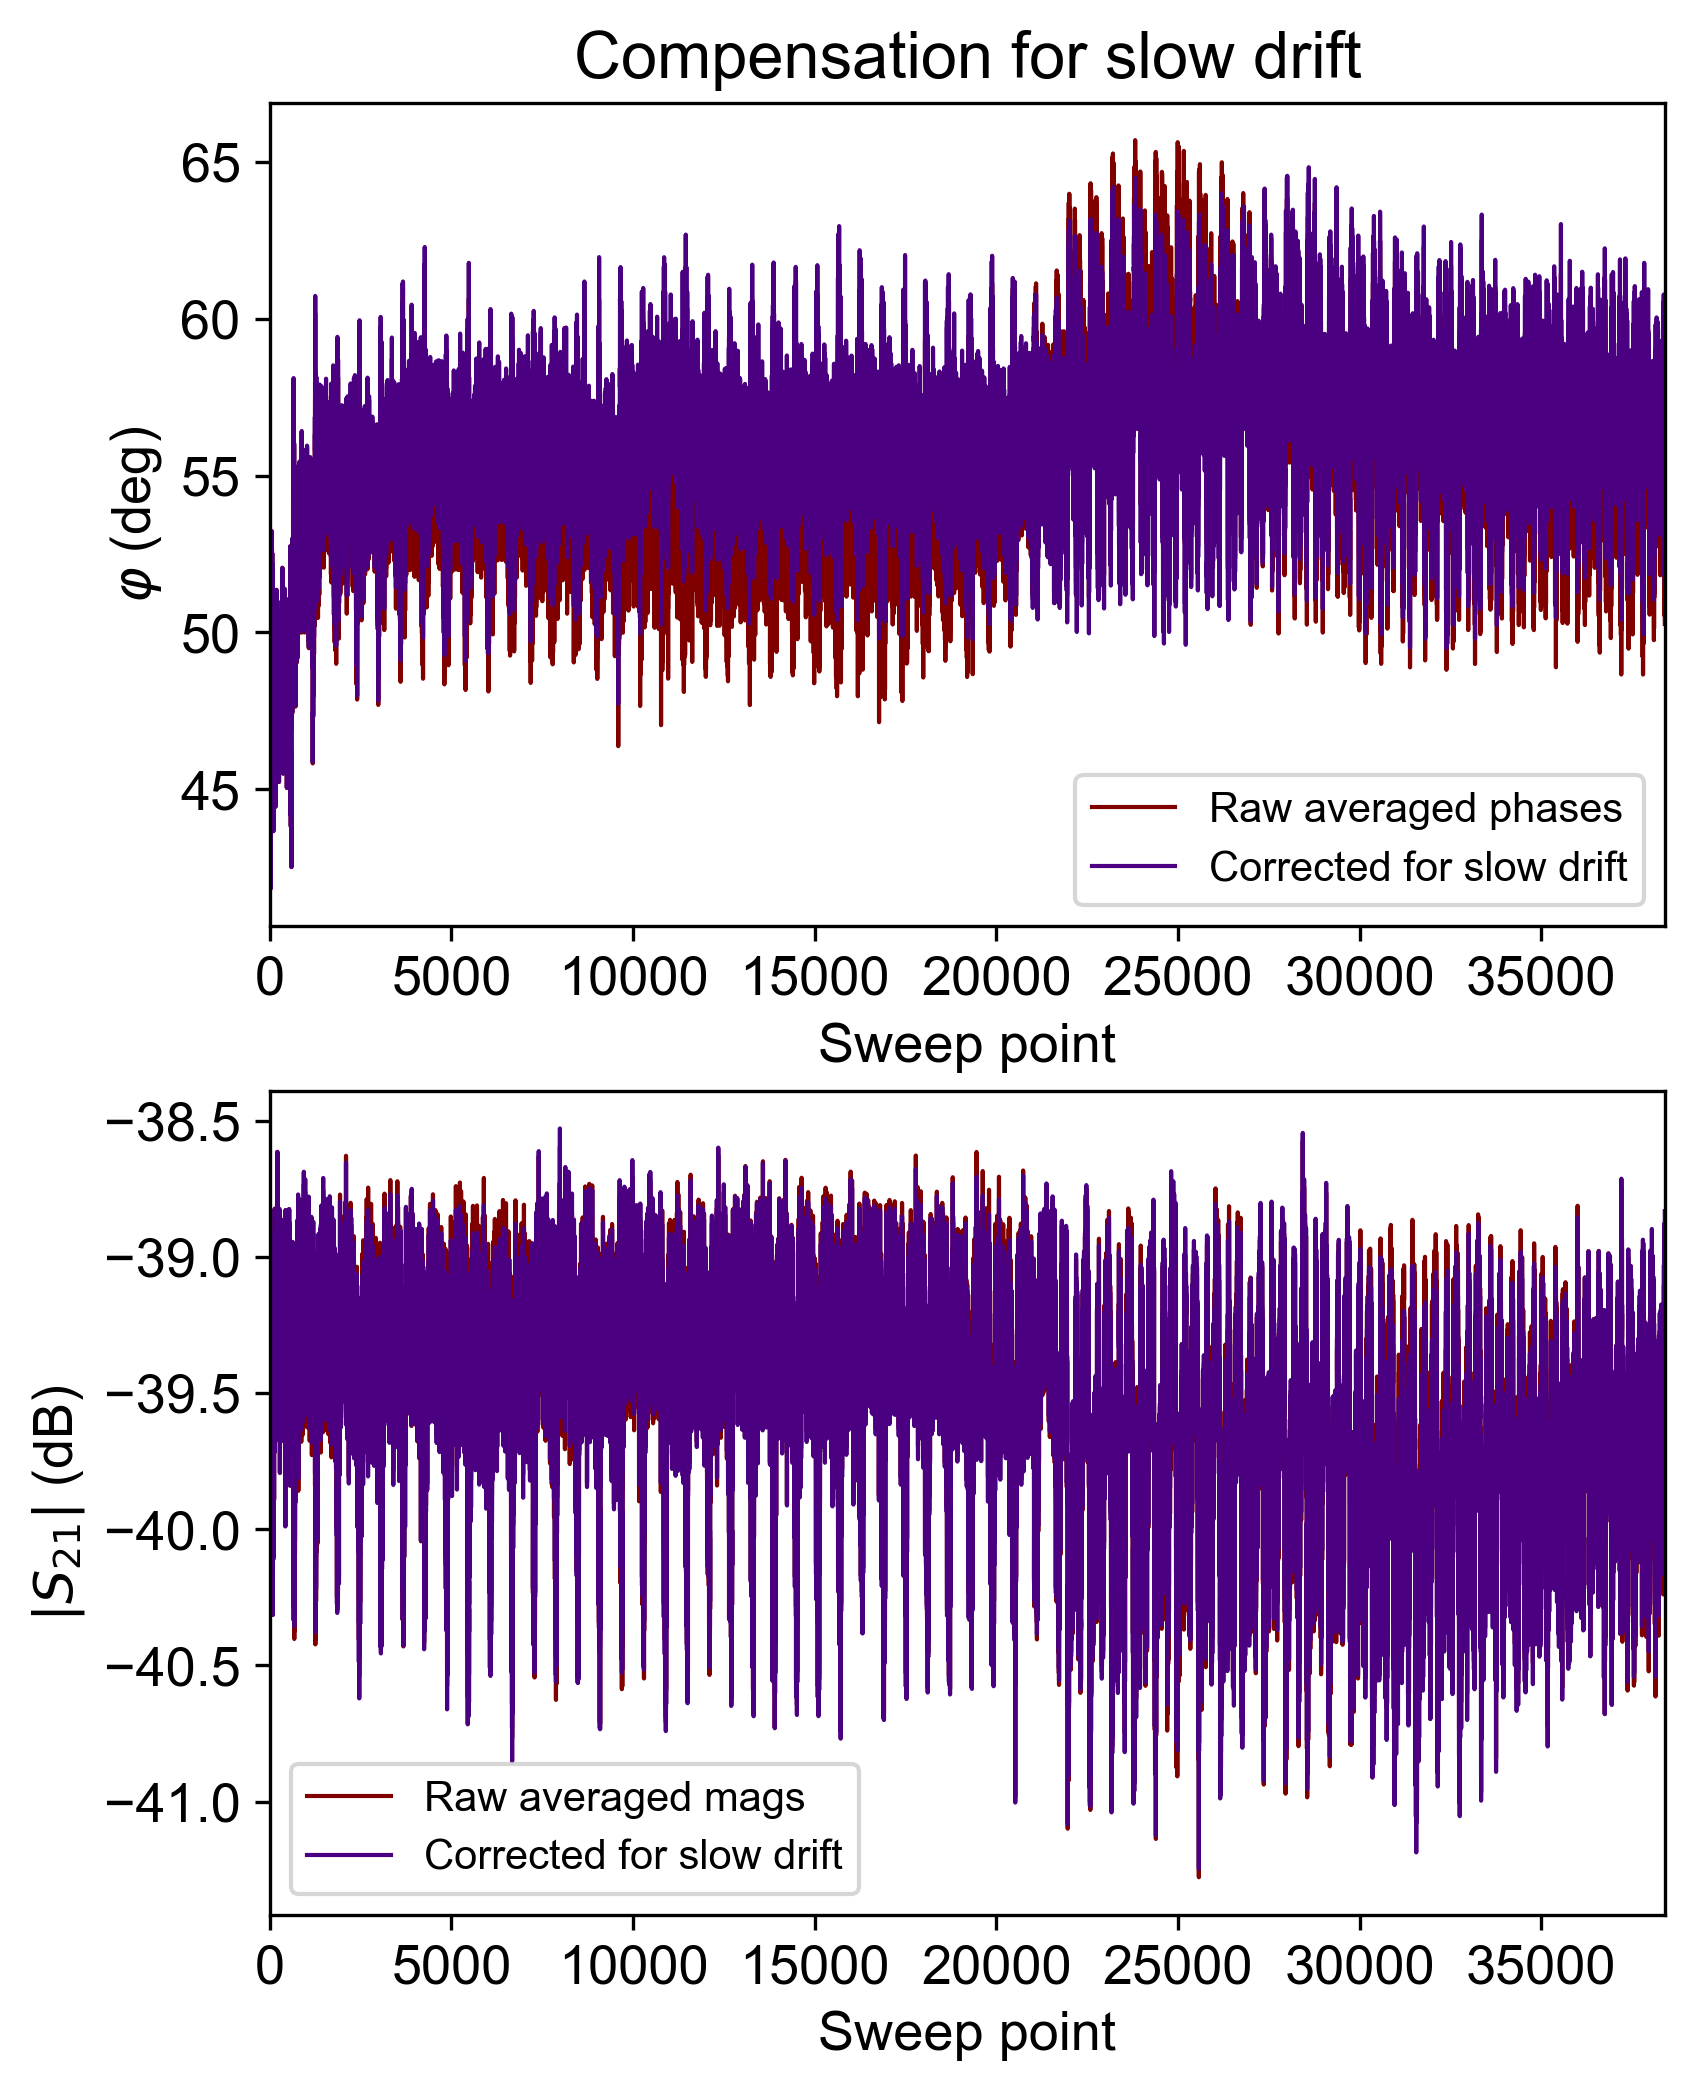 Compensation for slow drift
65
60
55
50
45
φ (deg)
Raw averaged phases
Corrected for slow drift
0 5000 10000 15000 20000 25000 30000 35000
Sweep point
−38.5
−39.0
−39.5
−40.0
−40.5
−41.0
|S₂₁| (dB)
Raw averaged mags
Corrected for slow drift
0 5000 10000 15000 20000 25000 30000 35000
Sweep point